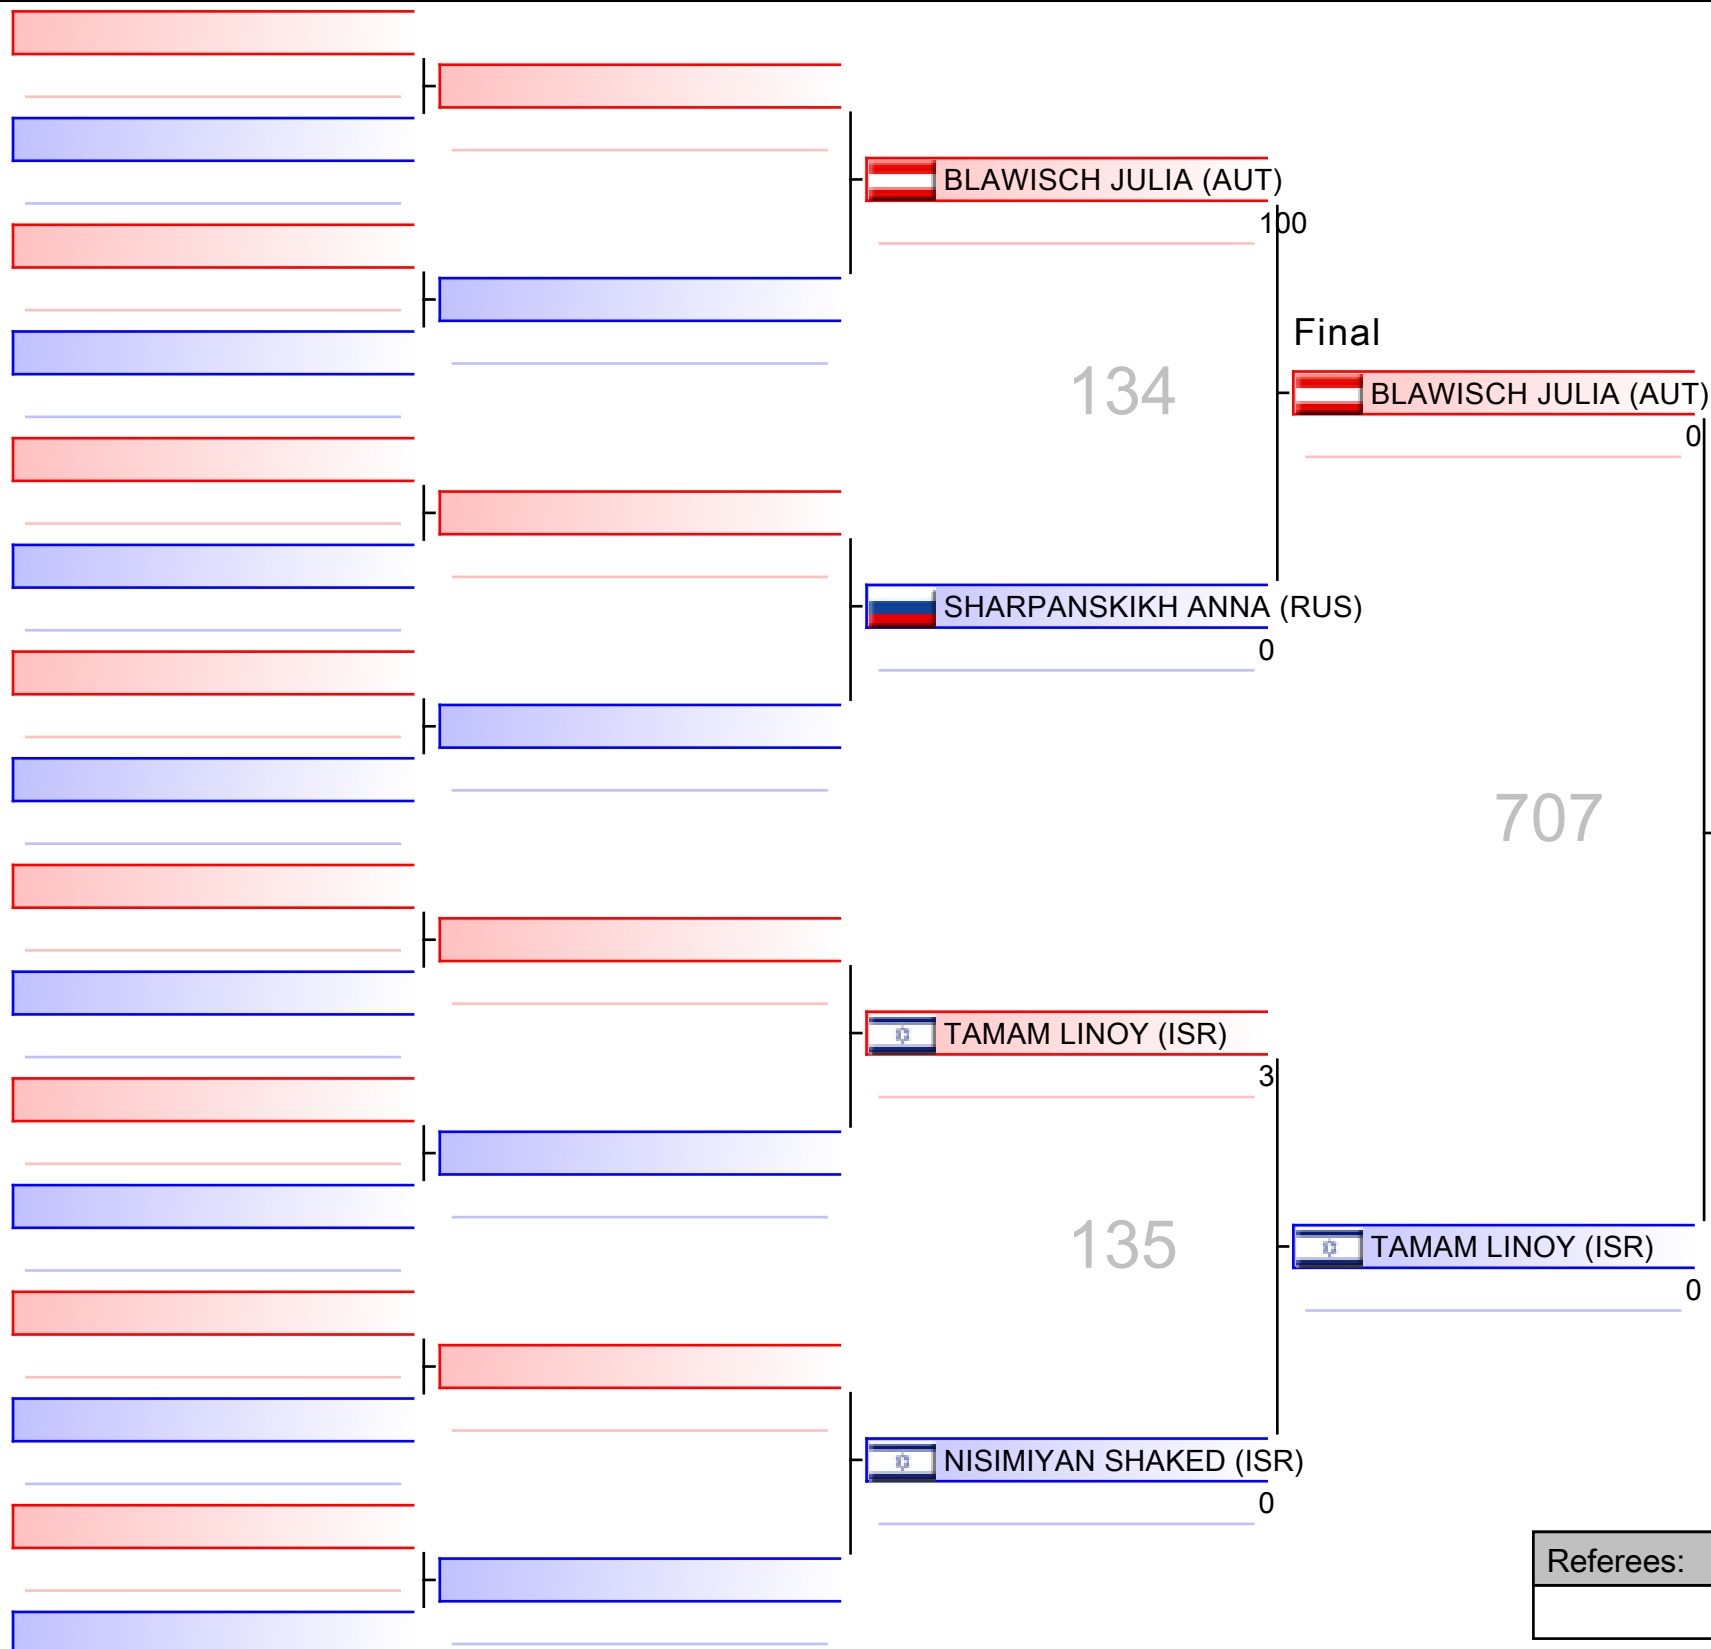 BLAWISCH JULIA (AUT)
100
Final
134
BLAWISCH JULIA (AUT)
0
SHARPANSKIKH ANNA (RUS)
0
707
TAMAM LINOY (ISR)
3
135
TAMAM LINOY (ISR)
0
NISIMIYAN SHAKED (ISR)
0
Referees: